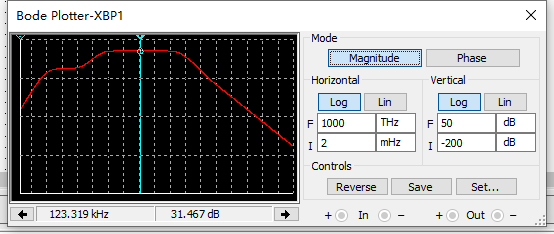 Bode Plotter-XBP1
Mode
Magnitude Phase
Horizontal Vertical
Log Lin Log Lin
F 1000 THz F 50 dB
I 2 mHz I -200 dB
Controls
Reverse Save Set...
123.319 kHz 31.467 dB
+ In - + Out -